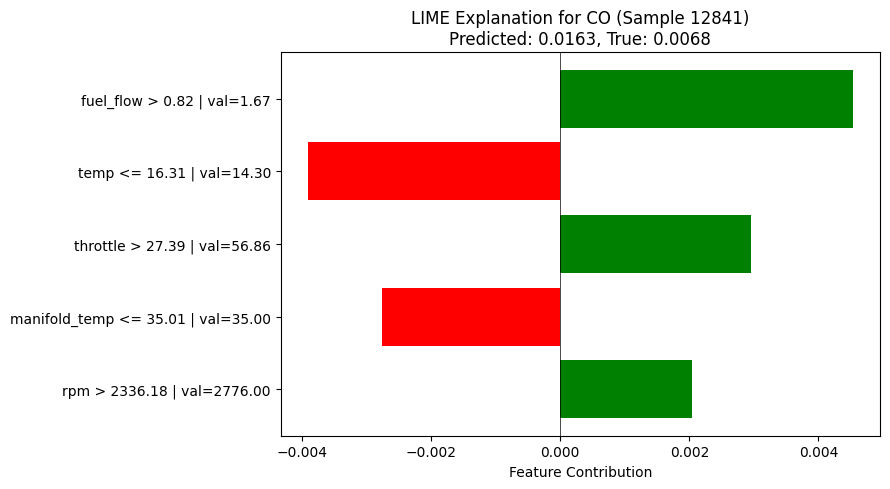 LIME Explanation for CO (Sample 12841)
Predicted: 0.0163, True: 0.0068
fuel_flow > 0.82 | val=1.67
temp <= 16.31 | val=14.30
throttle > 27.39 | val=56.86
manifold_temp <= 35.01 | val=35.00
rpm > 2336.18 | val=2776.00
−0.004 −0.002 0.000 0.002 0.004
Feature Contribution